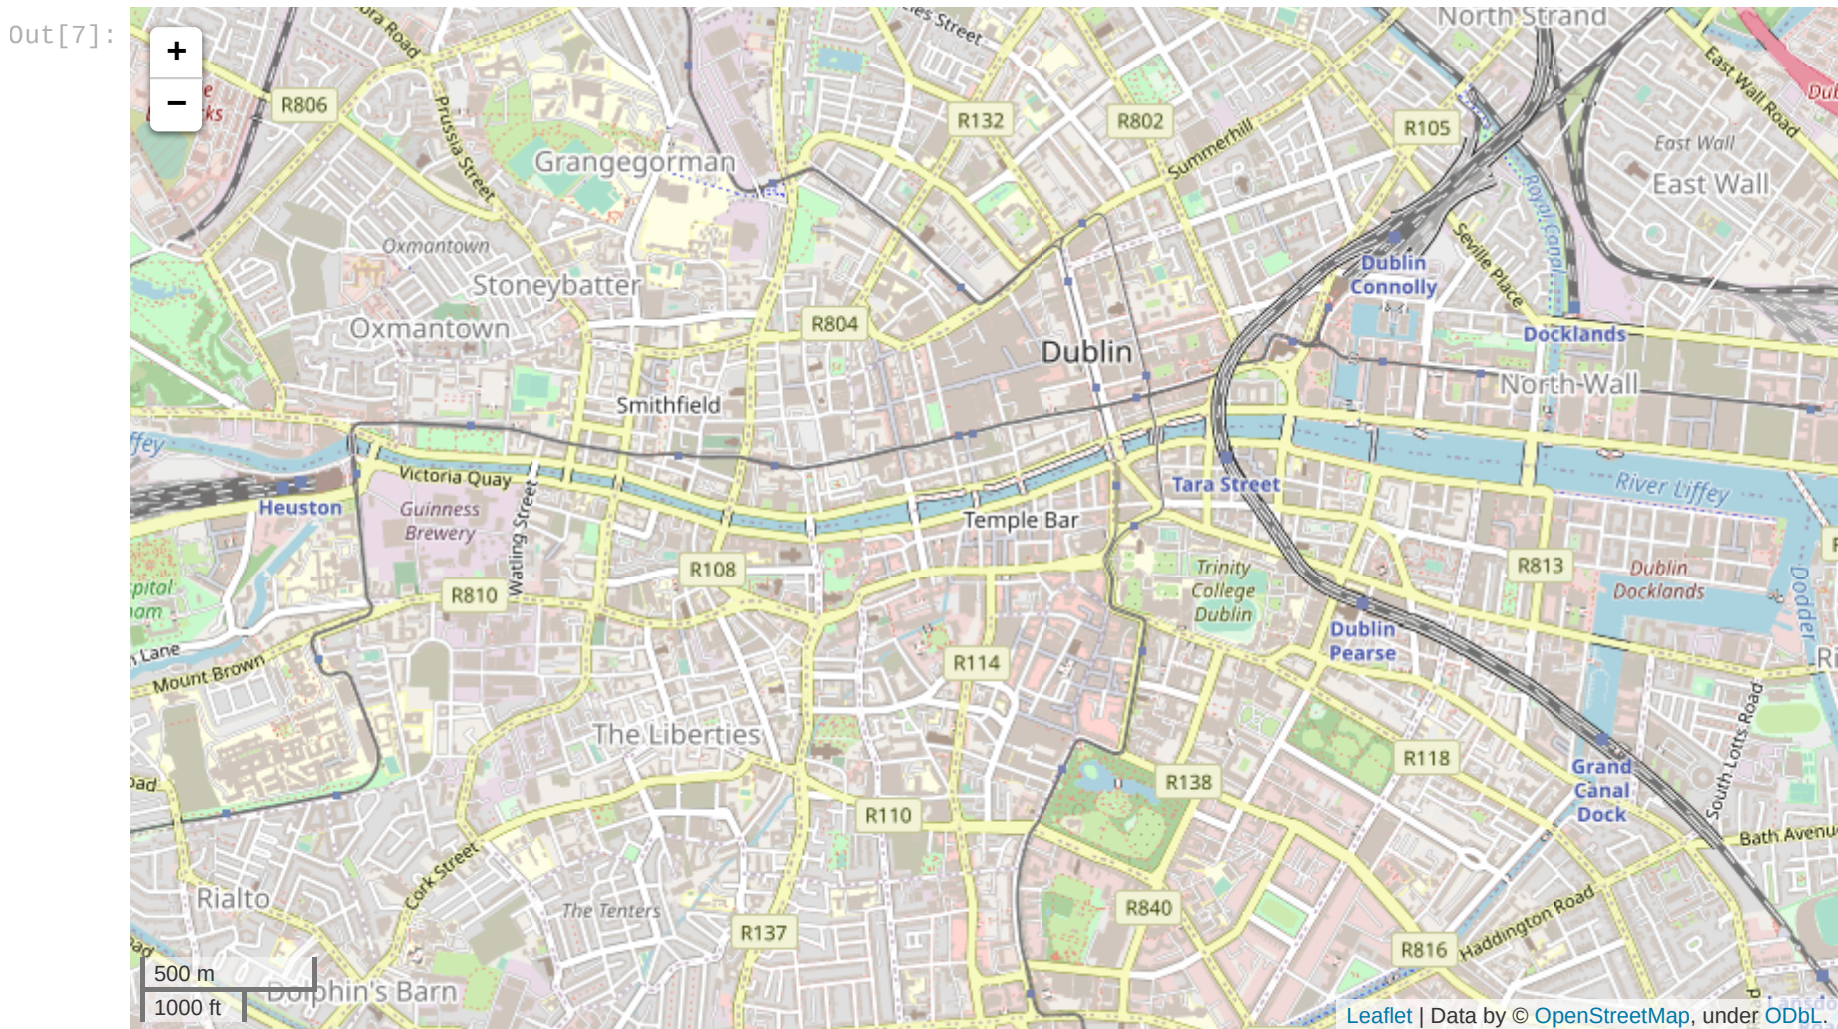 Out[7]:
+
−
North Strand
East Wall Road
R806
Prussia Street
R132
R802
R105
Summerhill
Grangegorman
East Wall
East Wall
Royal Canal
Oxmantown
Seville Place
Dublin
Connolly
Stoneybatter
Oxmantown
R804
Docklands
Dublin
North Wall
Smithfield
Victoria Quay
Tara Street
River Liffey
Heuston
Guinness
Brewery
Watling Street
Temple Bar
R108
Trinity
College
Dublin
R813
Dublin
Docklands
R810
Dodder
Dublin
Pearse
Lane
Mount Brown
R114
The Liberties
South Lotts Road
R118
R138
Grand
Canal
Dock
R110
Bath Avenue
Cork Street
Rialto
The Tenters
R840
R137
Haddington Road
R816
500 m
Dolphin's Barn
1000 ft
Leaflet | Data by © OpenStreetMap, under ODbL.